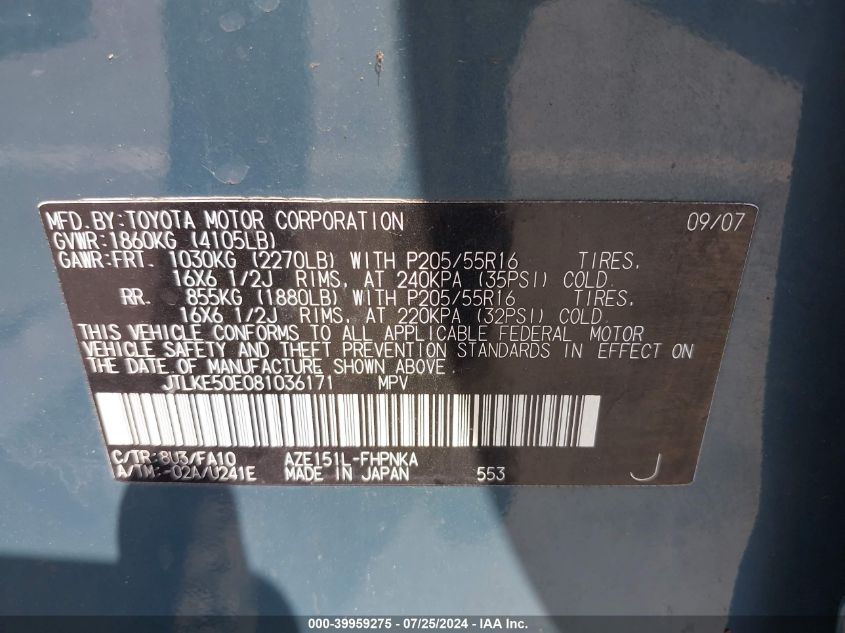 MFD.BY:TOYOTA MOTOR CORPORATION 09/07
GVWR:1860KG (4105LB)
GAWR:FRT. 1030KG (2270LB) WITH P205/55R16 TIRES,
16X6 1/2J RIMS, AT 240KPA (35PSI) COLD.
RR. 855KG (1880LB) WITH P205/55R16 TIRES,
16X6 1/2J RIMS, AT 220KPA (32PSI) COLD.
THIS VEHICLE CONFORMS TO ALL APPLICABLE FEDERAL MOTOR
VEHICLE SAFETY AND THEFT PREVENTION STANDARDS IN EFFECT ON
THE DATE OF MANUFACTURE SHOWN ABOVE.
JTLKE50E081036171 MPV
C/TR:8U3/FA10 AZE151L-FHPNKA
A/TM:-02A/U241E MADE IN JAPAN 553 J
000-39959275 - 07/25/2024 - IAA Inc.